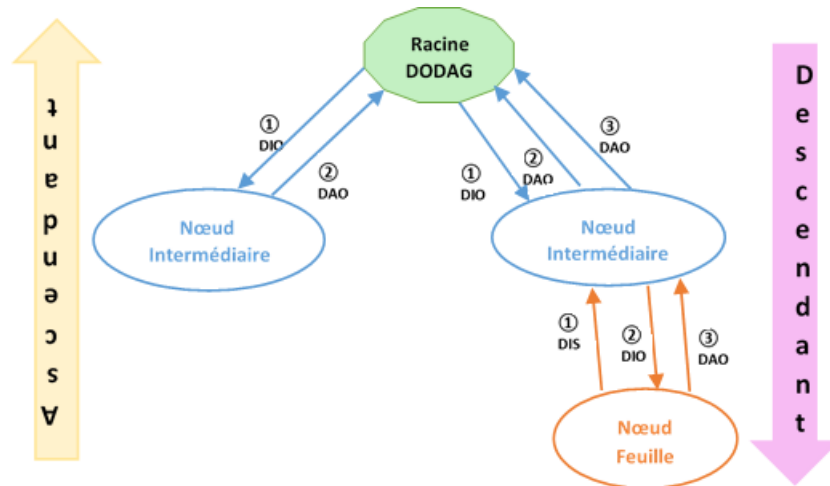 Racine
DODAG
Ascendant
Descendant
①
DIO
②
DAO
①
DIO
②
DAO
③
DAO
Nœud
Intermédiaire
Nœud
Intermédiaire
①
DIS
②
DIO
③
DAO
Nœud
Feuille